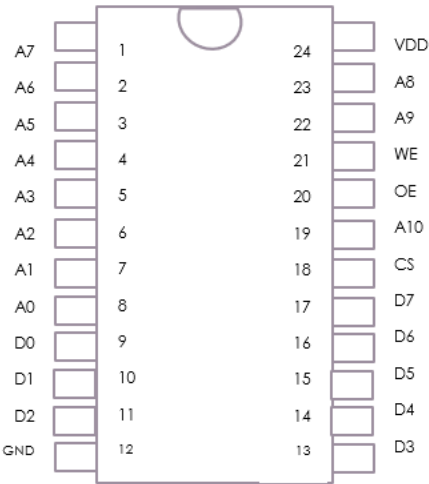 A7 1 24 VDD
A6 2 23 A8
A5 3 22 A9
A4 4 21 WE
A3 5 20 OE
A2 6 19 A10
A1 7 18 CS
A0 8 17 D7
D0 9 16 D6
D1 10 15 D5
D2 11 14 D4
GND 12 13 D3